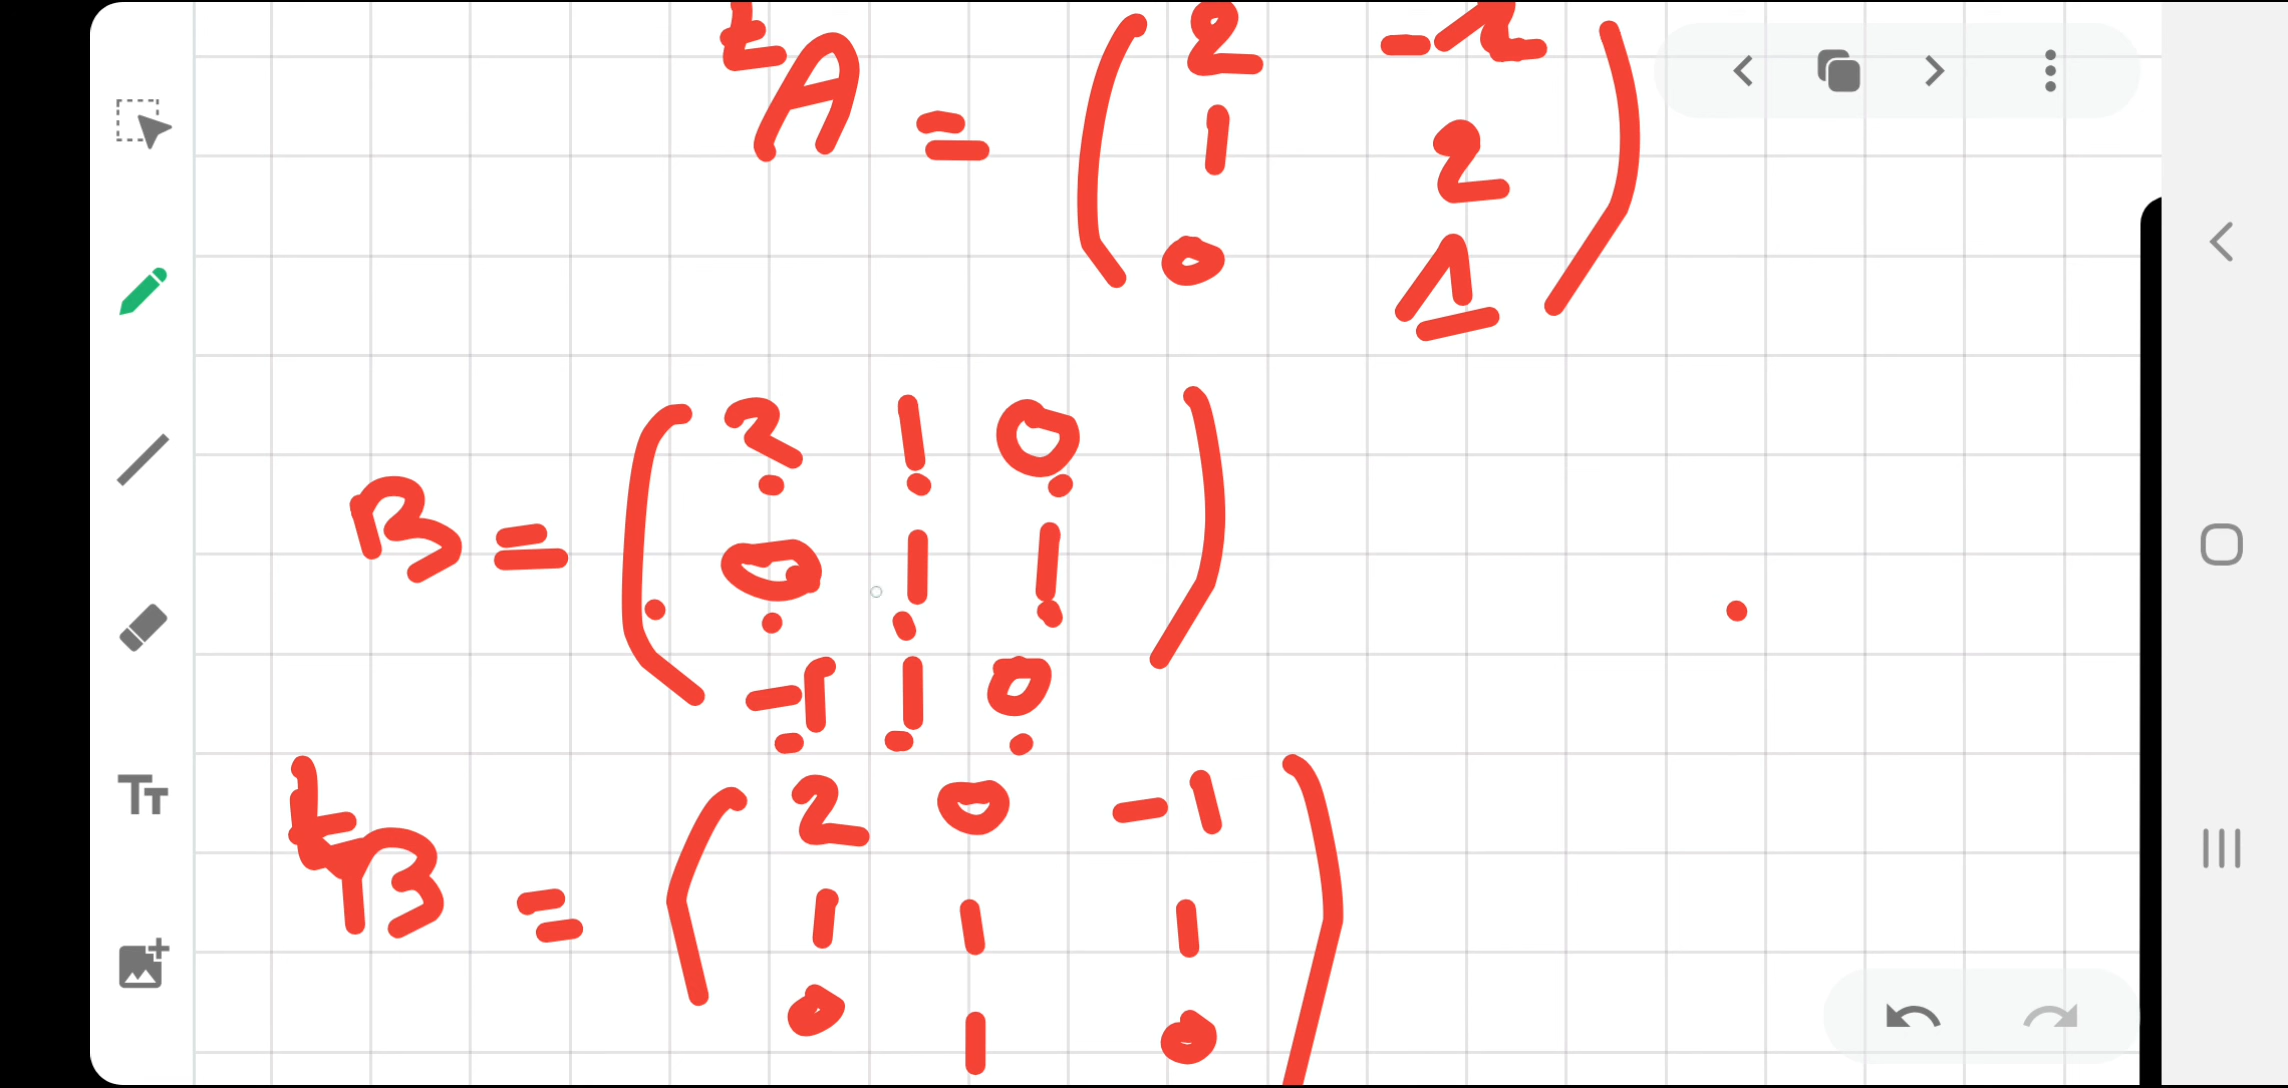 tA = ( 2 -1
1 2
0 1 )
B = ( 2 1 0
0 1 1
-1 1 0 )
tB = ( 2 0 -1
1 1 1
0 1 0 )
Tт